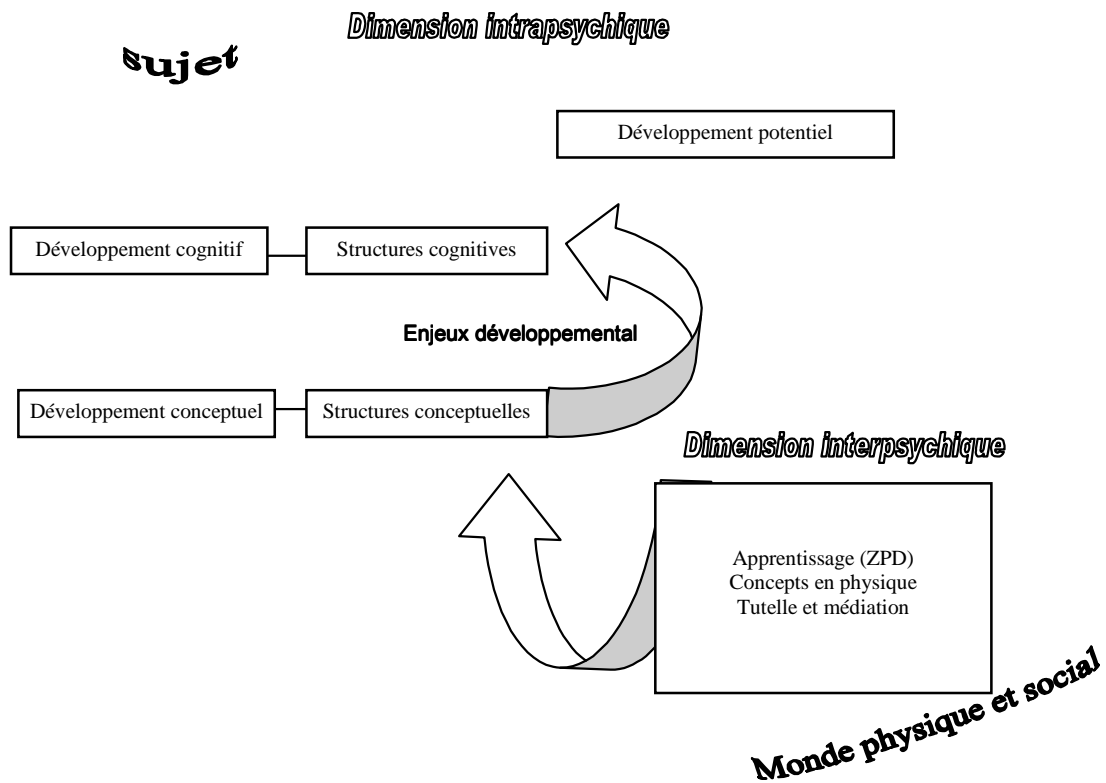 Dimension intrapsychique
sujet
Développement potentiel
Développement cognitif
Structures cognitives
Enjeux développemental
Développement conceptuel
Structures conceptuelles
Dimension interpsychique
Apprentissage (ZPD)
Concepts en physique
Tutelle et médiation
Monde physique et social